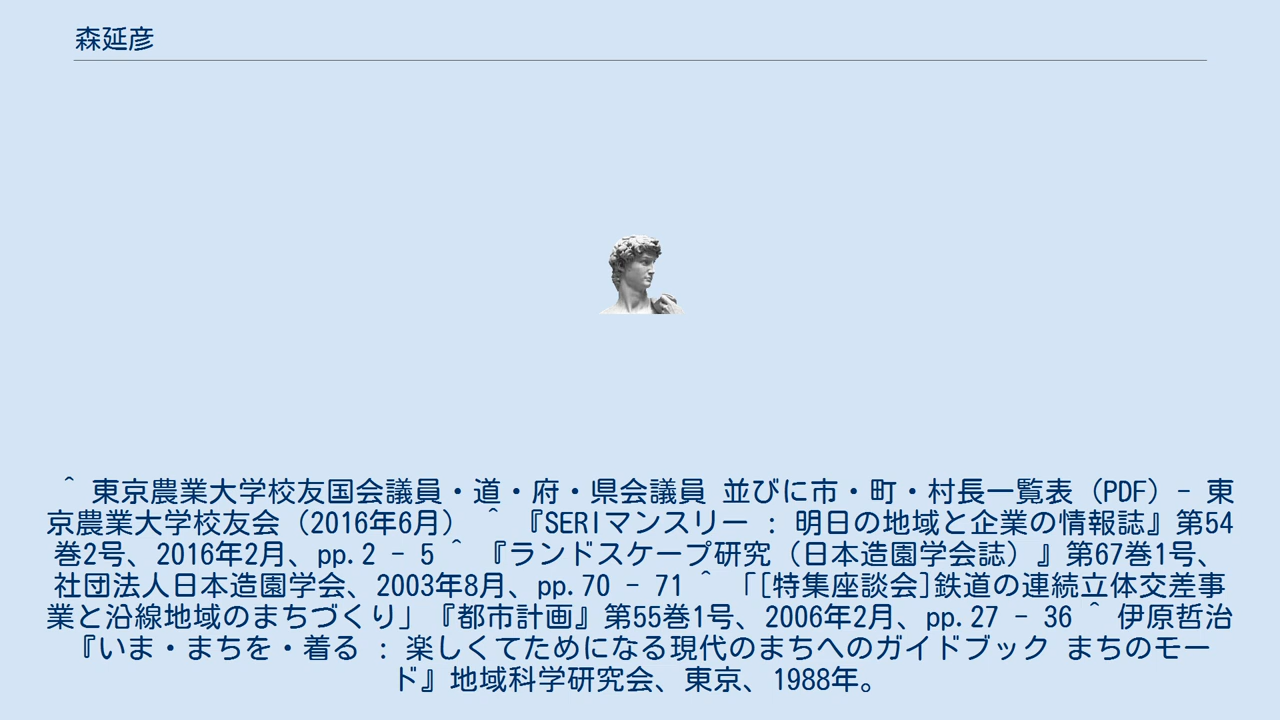 森延彦
^ 東京農業大学校友国会議員・道・府・県会議員 並びに市・町・村長一覧表（PDF）- 東
京農業大学校友会（2016年6月） ^ 『SERIマンスリー : 明日の地域と企業の情報誌』第54
巻2号、2016年2月、pp.2 - 5 ^ 『ランドスケープ研究（日本造園学会誌）』第67巻1号、
社団法人日本造園学会、2003年8月、pp.70 - 71 ^ 「[特集座談会]鉄道の連続立体交差事
業と沿線地域のまちづくり」『都市計画』第55巻1号、2006年2月、pp.27 - 36 ^ 伊原哲治
『いま・まちを・着る : 楽しくてためになる現代のまちへのガイドブック まちのモー
ド』地域科学研究会、東京、1988年。